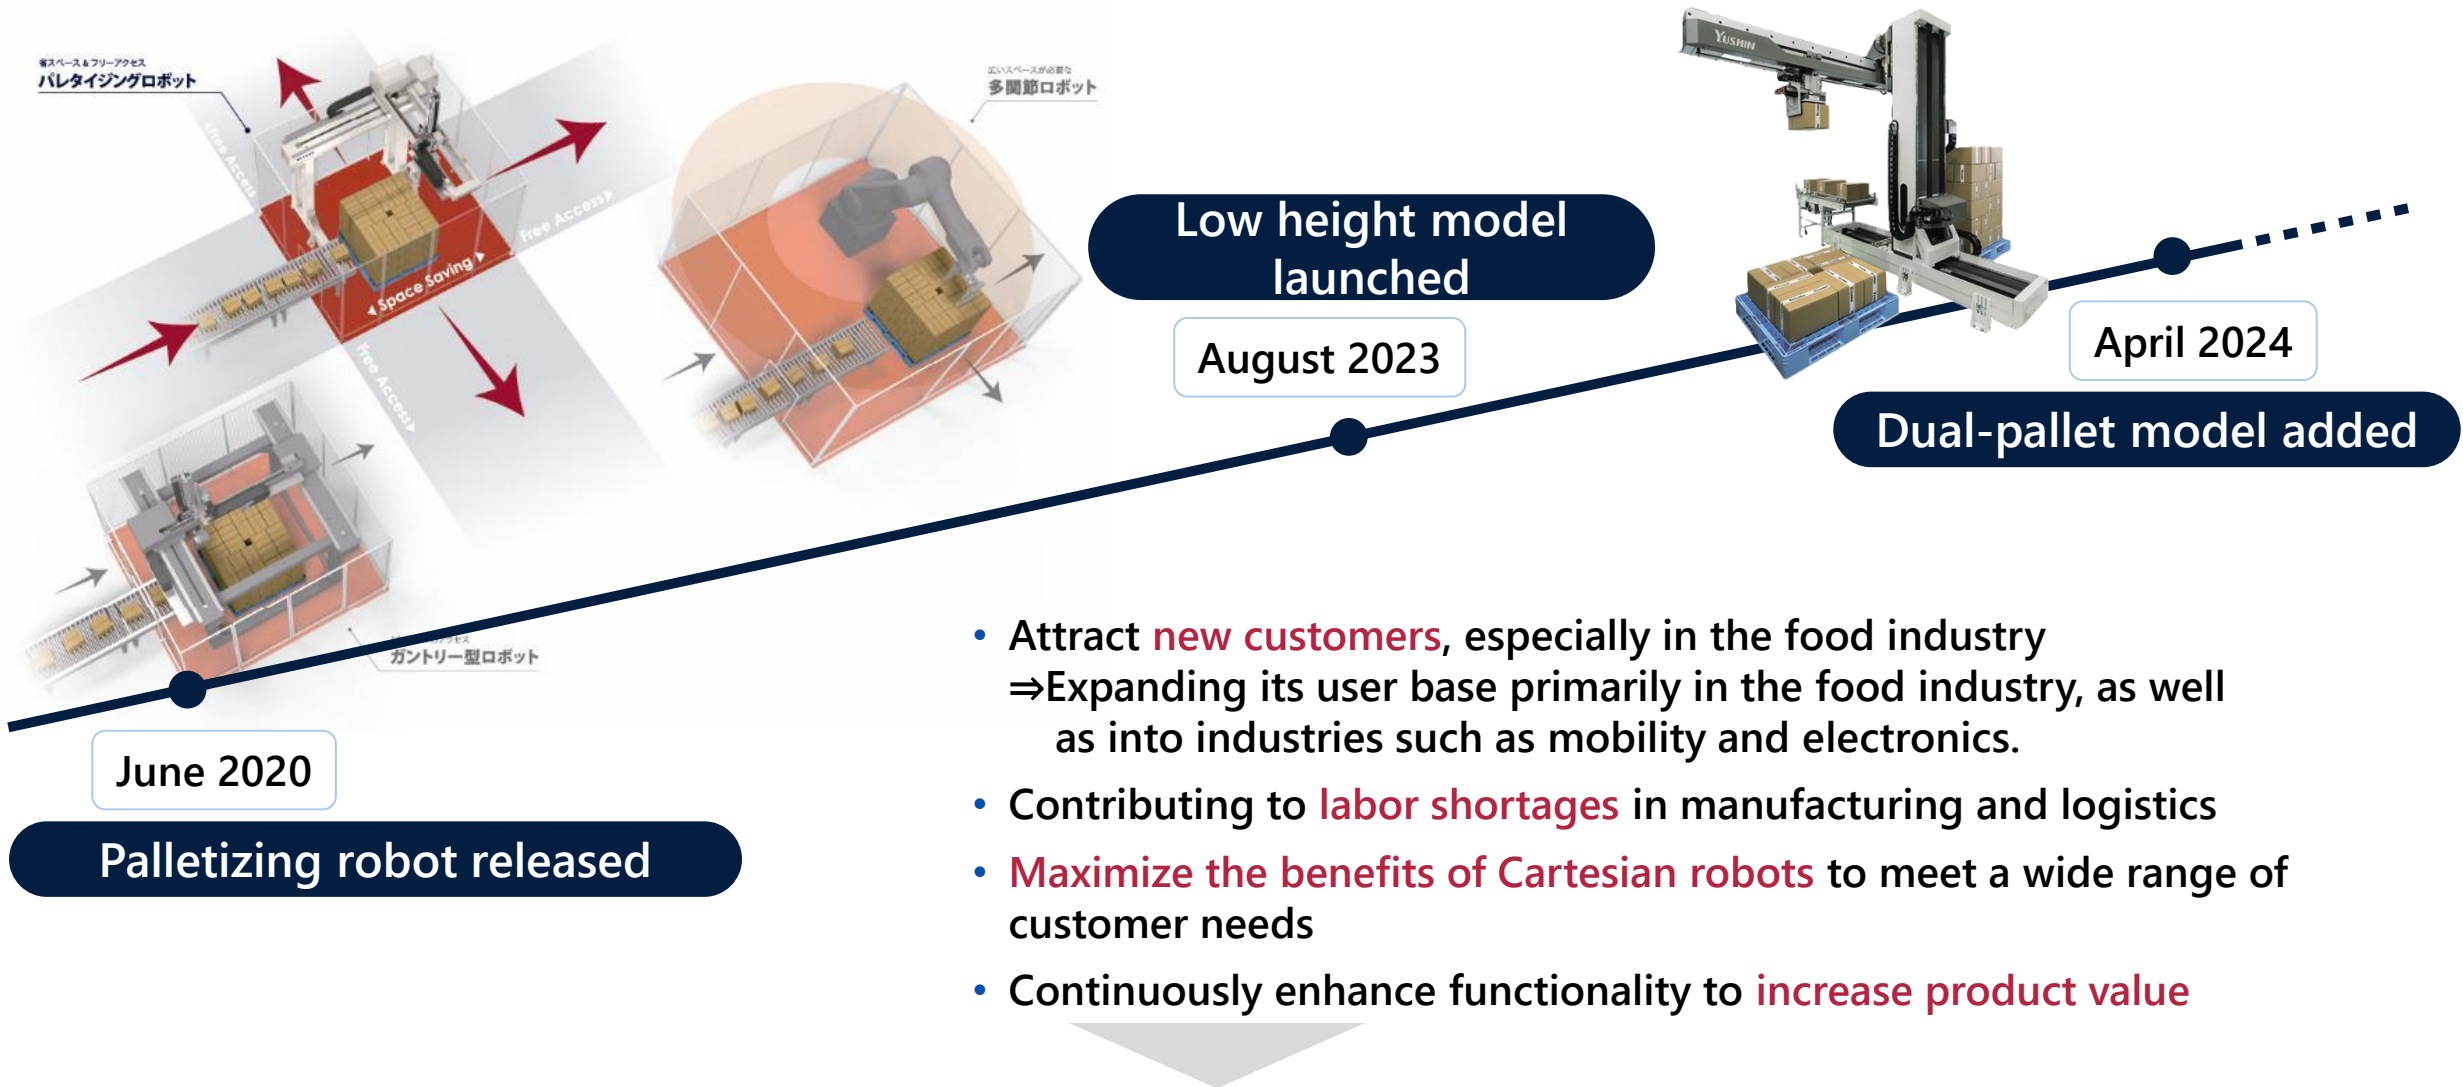 省スペース&フリーアクセス
パレタイジングロボット
広いスペースが必要な
多関節ロボット
YUSHIN
◀Free Access
Free Access▶
◀Space Saving▶
Free Access▶
Low height model
launched
August 2023
April 2024
Dual-pallet model added
アクセス
ガントリー型ロボット
June 2020
Palletizing robot released
• Attract new customers, especially in the food industry
⇒Expanding its user base primarily in the food industry, as well
as into industries such as mobility and electronics.
• Contributing to labor shortages in manufacturing and logistics
• Maximize the benefits of Cartesian robots to meet a wide range of
customer needs
• Continuously enhance functionality to increase product value